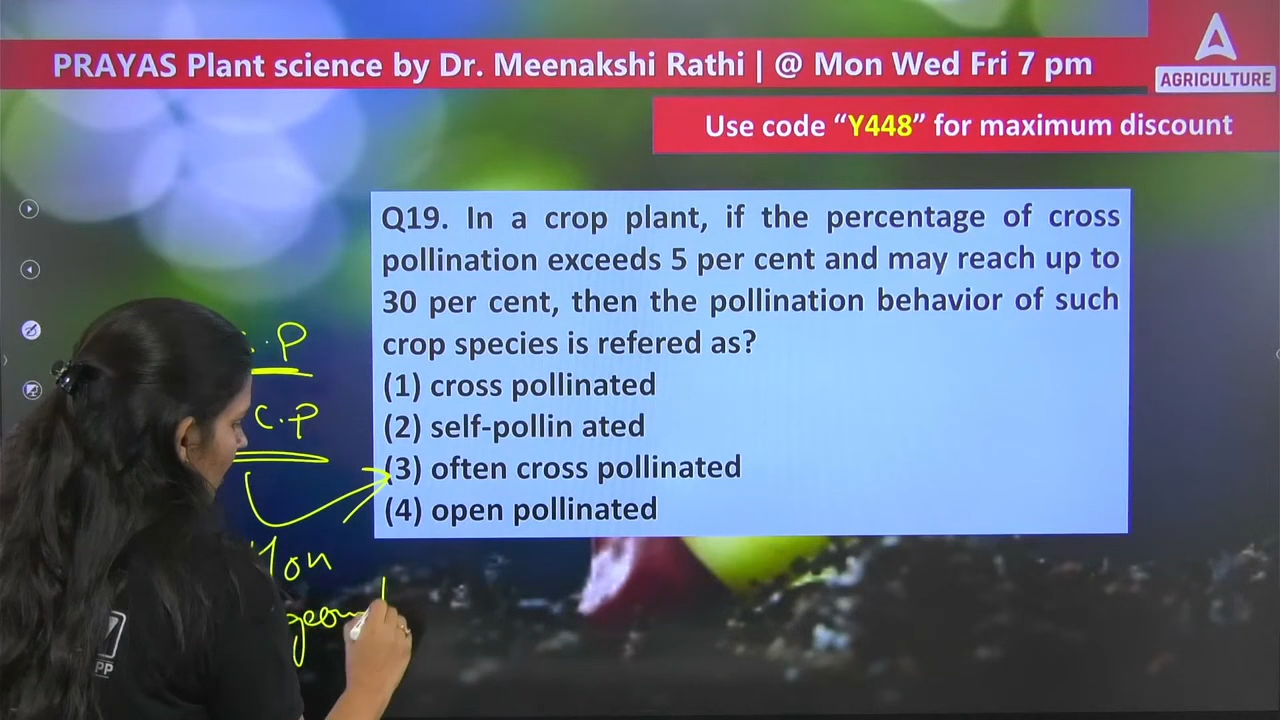 PRAYAS Plant science by Dr. Meenakshi Rathi | @ Mon Wed Fri 7 pm
AGRICULTURE
Use code “Y448” for maximum discount
Q19. In a crop plant, if the percentage of cross
pollination exceeds 5 per cent and may reach up to
30 per cent, then the pollination behavior of such
crop species is refered as?
(1) cross pollinated
(2) self-pollin ated
(3) often cross pollinated
(4) open pollinated
.P
C.P
PP